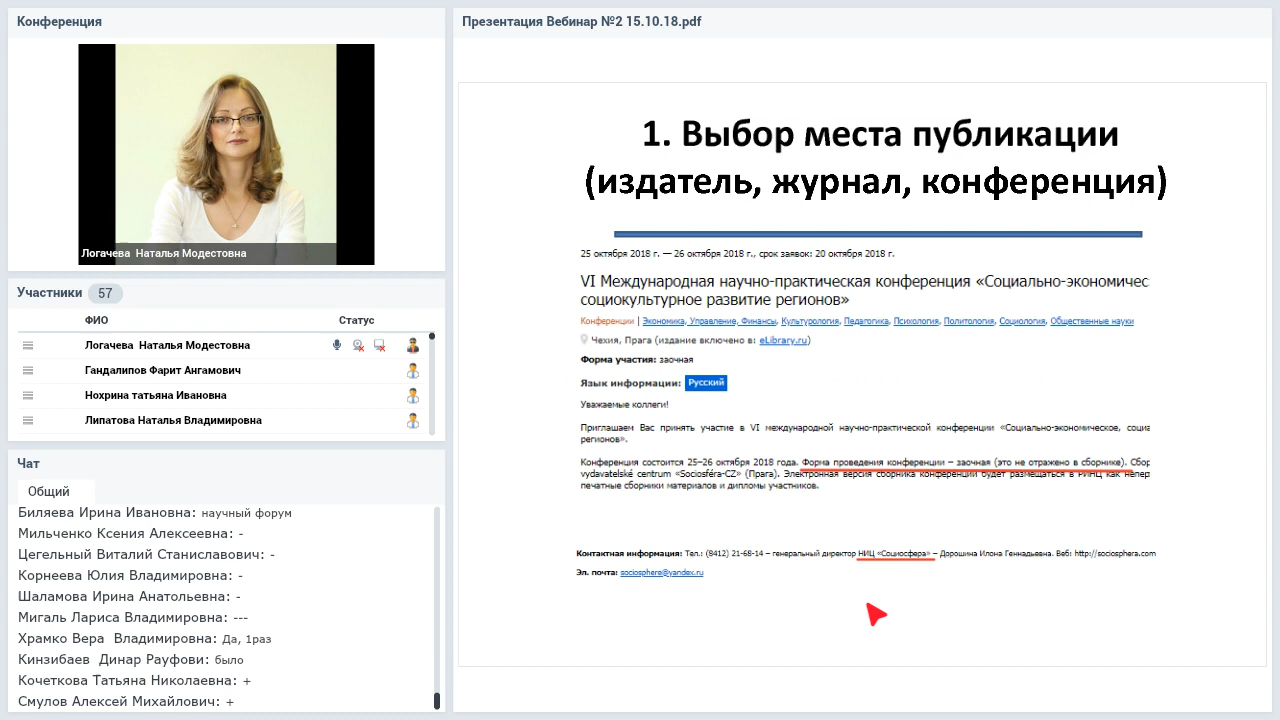 Конференция
Логачева Наталья Модестовна
Участники 57
ФИО Статус
Логачева Наталья Модестовна
Гандалипов Фарит Ангамович
Нохрина татьяна Ивановна
Липатова Наталья Владимировна
Чат
Общий
Биляева Ирина Ивановна: научный форум
Мильченко Ксения Алексеевна: -
Цегельный Виталий Станиславович: -
Корнеева Юлия Владимировна: -
Шаламова Ирина Анатольевна: -
Мигаль Лариса Владимировна: ---
Храмко Вера Владимировна: Да, 1раз
Кинзибаев Динар Рауфови: было
Кочеткова Татьяна Николаевна: +
Смулов Алексей Михайлович: +
Презентация Вебинар №2 15.10.18.pdf
1. Выбор места публикации
(издатель, журнал, конференция)
25 октября 2018 г. — 26 октября 2018 г., срок заявок: 20 октября 2018 г.
VI Международная научно-практическая конференция «Социально-экономичес
социокультурное развитие регионов»
Конференции | Экономика, Управление, Финансы, Культурология, Педагогика, Психология, Политология, Социология, Общественные науки
Чехия, Прага (издание включено в: eLibrary.ru)
Форма участия: заочная
Язык информации: Русский
Уважаемые коллеги!
Приглашаем Вас принять участие в VI международной научно-практической конференции «Социально-экономическое, социа
регионов».
Конференция состоится 25–26 октября 2018 года. Форма проведения конференции – заочная (это не отражено в сборнике). Сбор
vydavatelské centrum «Sociosféra-CZ» (Прага). Электронная версия сборника конференции будет размещаться в РИНЦ как непер
печатные сборники материалов и дипломы участников.
Контактная информация: Тел.: (8412) 21-68-14 – генеральный директор НИЦ «Социосфера» – Дорошина Илона Геннадьевна. Веб: http://sociosphera.com
Эл. почта: sociosphere@yandex.ru